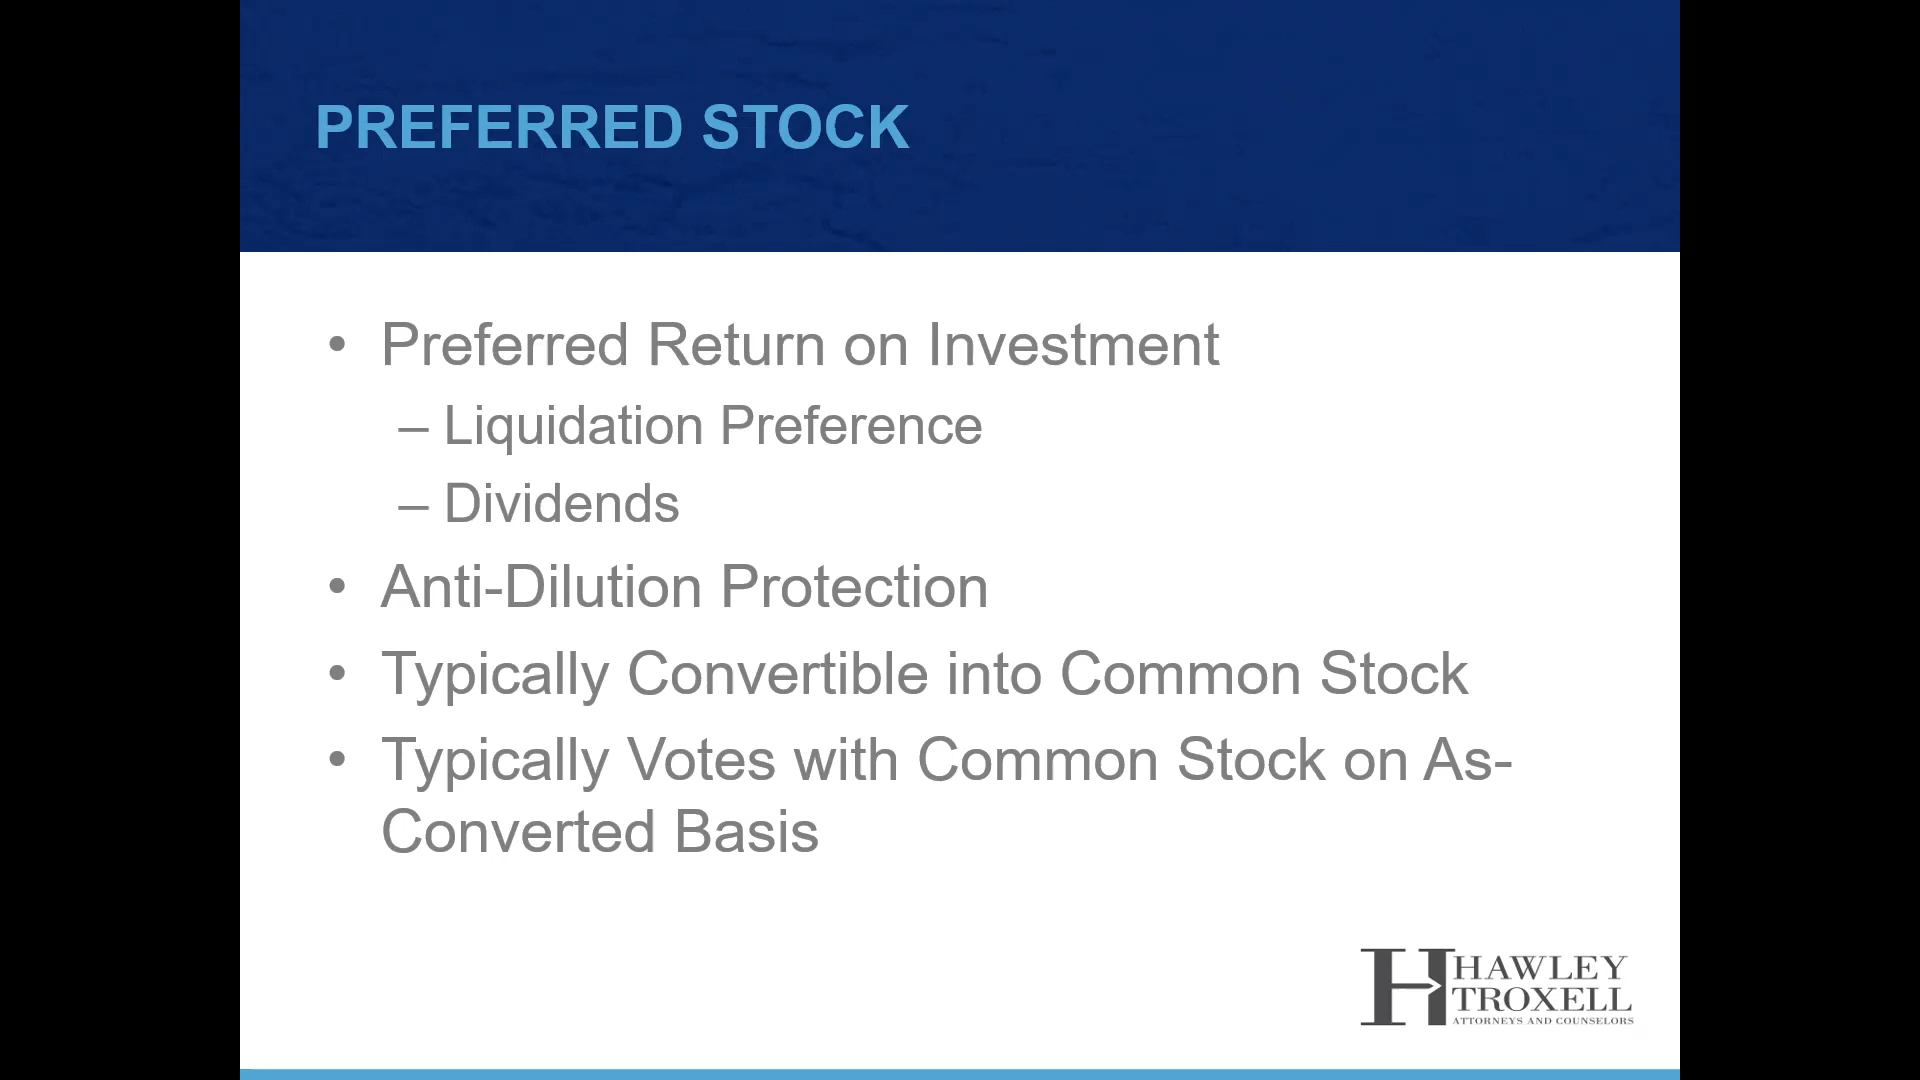 PREFERRED STOCK
• Preferred Return on Investment
– Liquidation Preference
– Dividends
• Anti-Dilution Protection
• Typically Convertible into Common Stock
• Typically Votes with Common Stock on As-
Converted Basis
HAWLEY
TROXELL
ATTORNEYS AND COUNSELORS